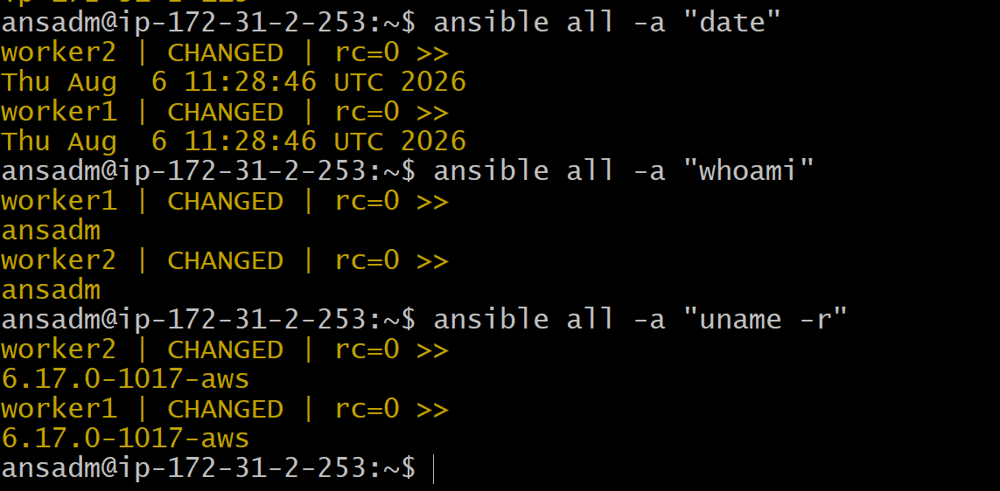 ansadm@ip-172-31-2-253:~$ ansible all -a "date"
worker2 | CHANGED | rc=0 >>
Thu Aug  6 11:28:46 UTC 2026
worker1 | CHANGED | rc=0 >>
Thu Aug  6 11:28:46 UTC 2026
ansadm@ip-172-31-2-253:~$ ansible all -a "whoami"
worker1 | CHANGED | rc=0 >>
ansadm
worker2 | CHANGED | rc=0 >>
ansadm
ansadm@ip-172-31-2-253:~$ ansible all -a "uname -r"
worker2 | CHANGED | rc=0 >>
6.17.0-1017-aws
worker1 | CHANGED | rc=0 >>
6.17.0-1017-aws
ansadm@ip-172-31-2-253:~$